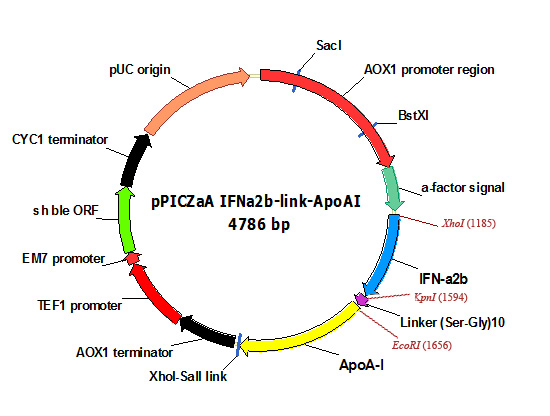 SacI
pUC origin
AOX1 promoter region
BstXI
CYC1 terminator
a-factor signal
pPICZaA IFNa2b-link-ApoAI
4786 bp
sh ble ORF
XhoI (1185)
EM7 promoter
IFN-a2b
KpnI (1594)
TEF1 promoter
Linker (Ser-Gly)10
EcoRI (1656)
AOX1 terminator
ApoA-I
XhoI-SalI link